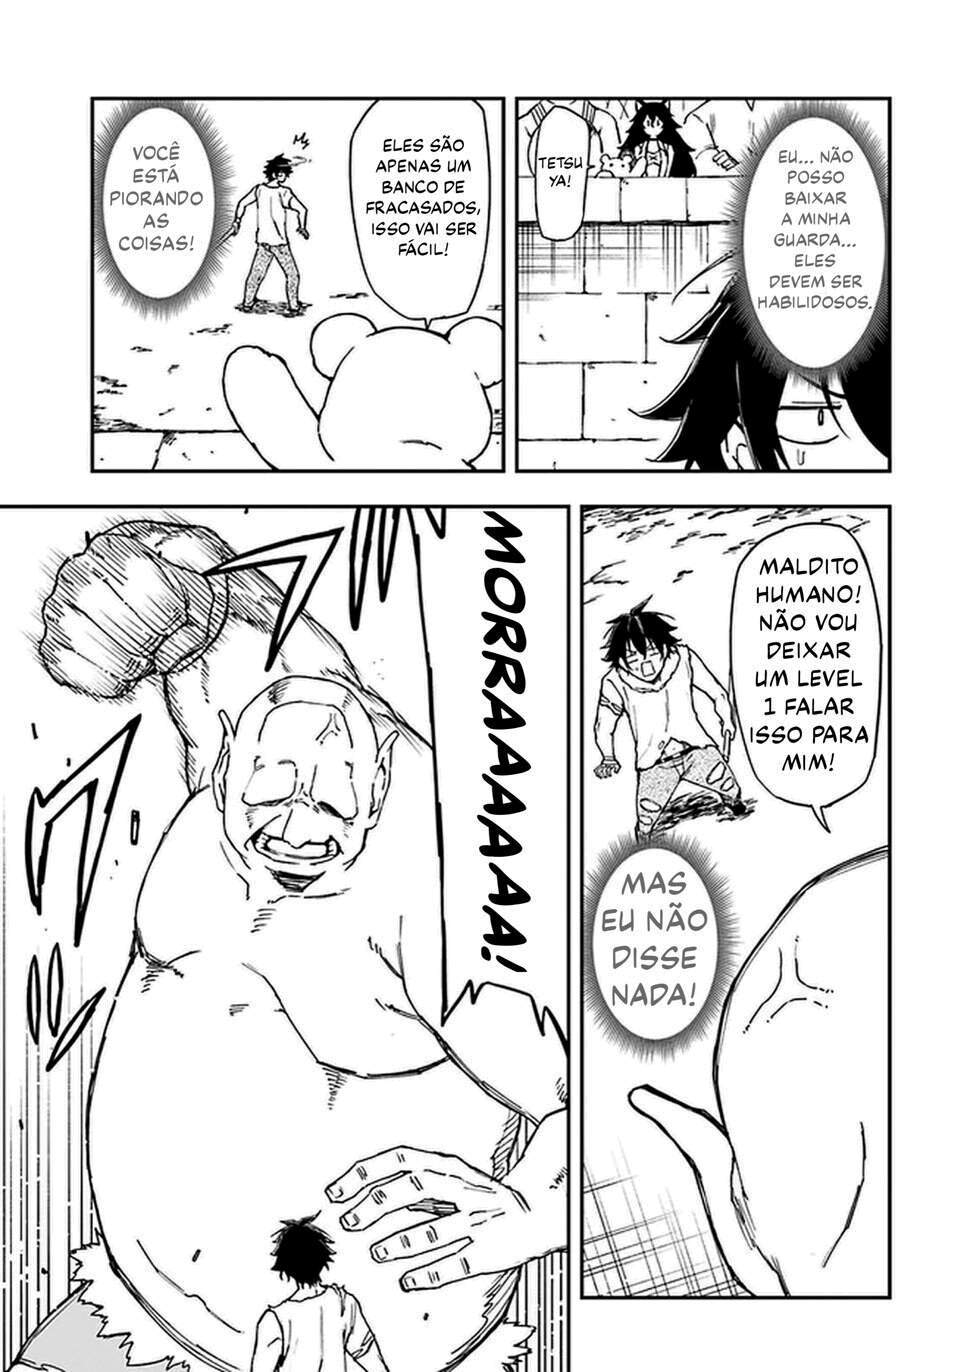 EU... NÃO
POSSO
BAIXAR
A MINHA
GUARDA...
ELES
DEVEM SER
HABILIDOSOS.
TETSU
YA!
ELES SÃO
APENAS UM
BANCO DE
FRACASADOS,
ISSO VAI SER
FÁCIL!
VOCÊ
ESTÁ
PIORANDO
AS
COISAS!
MALDITO
HUMANO!
NÃO VOU
DEIXAR
UM LEVEL
1 FALAR
ISSO PARA
MIM!
MAS
EU NÃO
DISSE
NADA!
MORRAAAAAA!